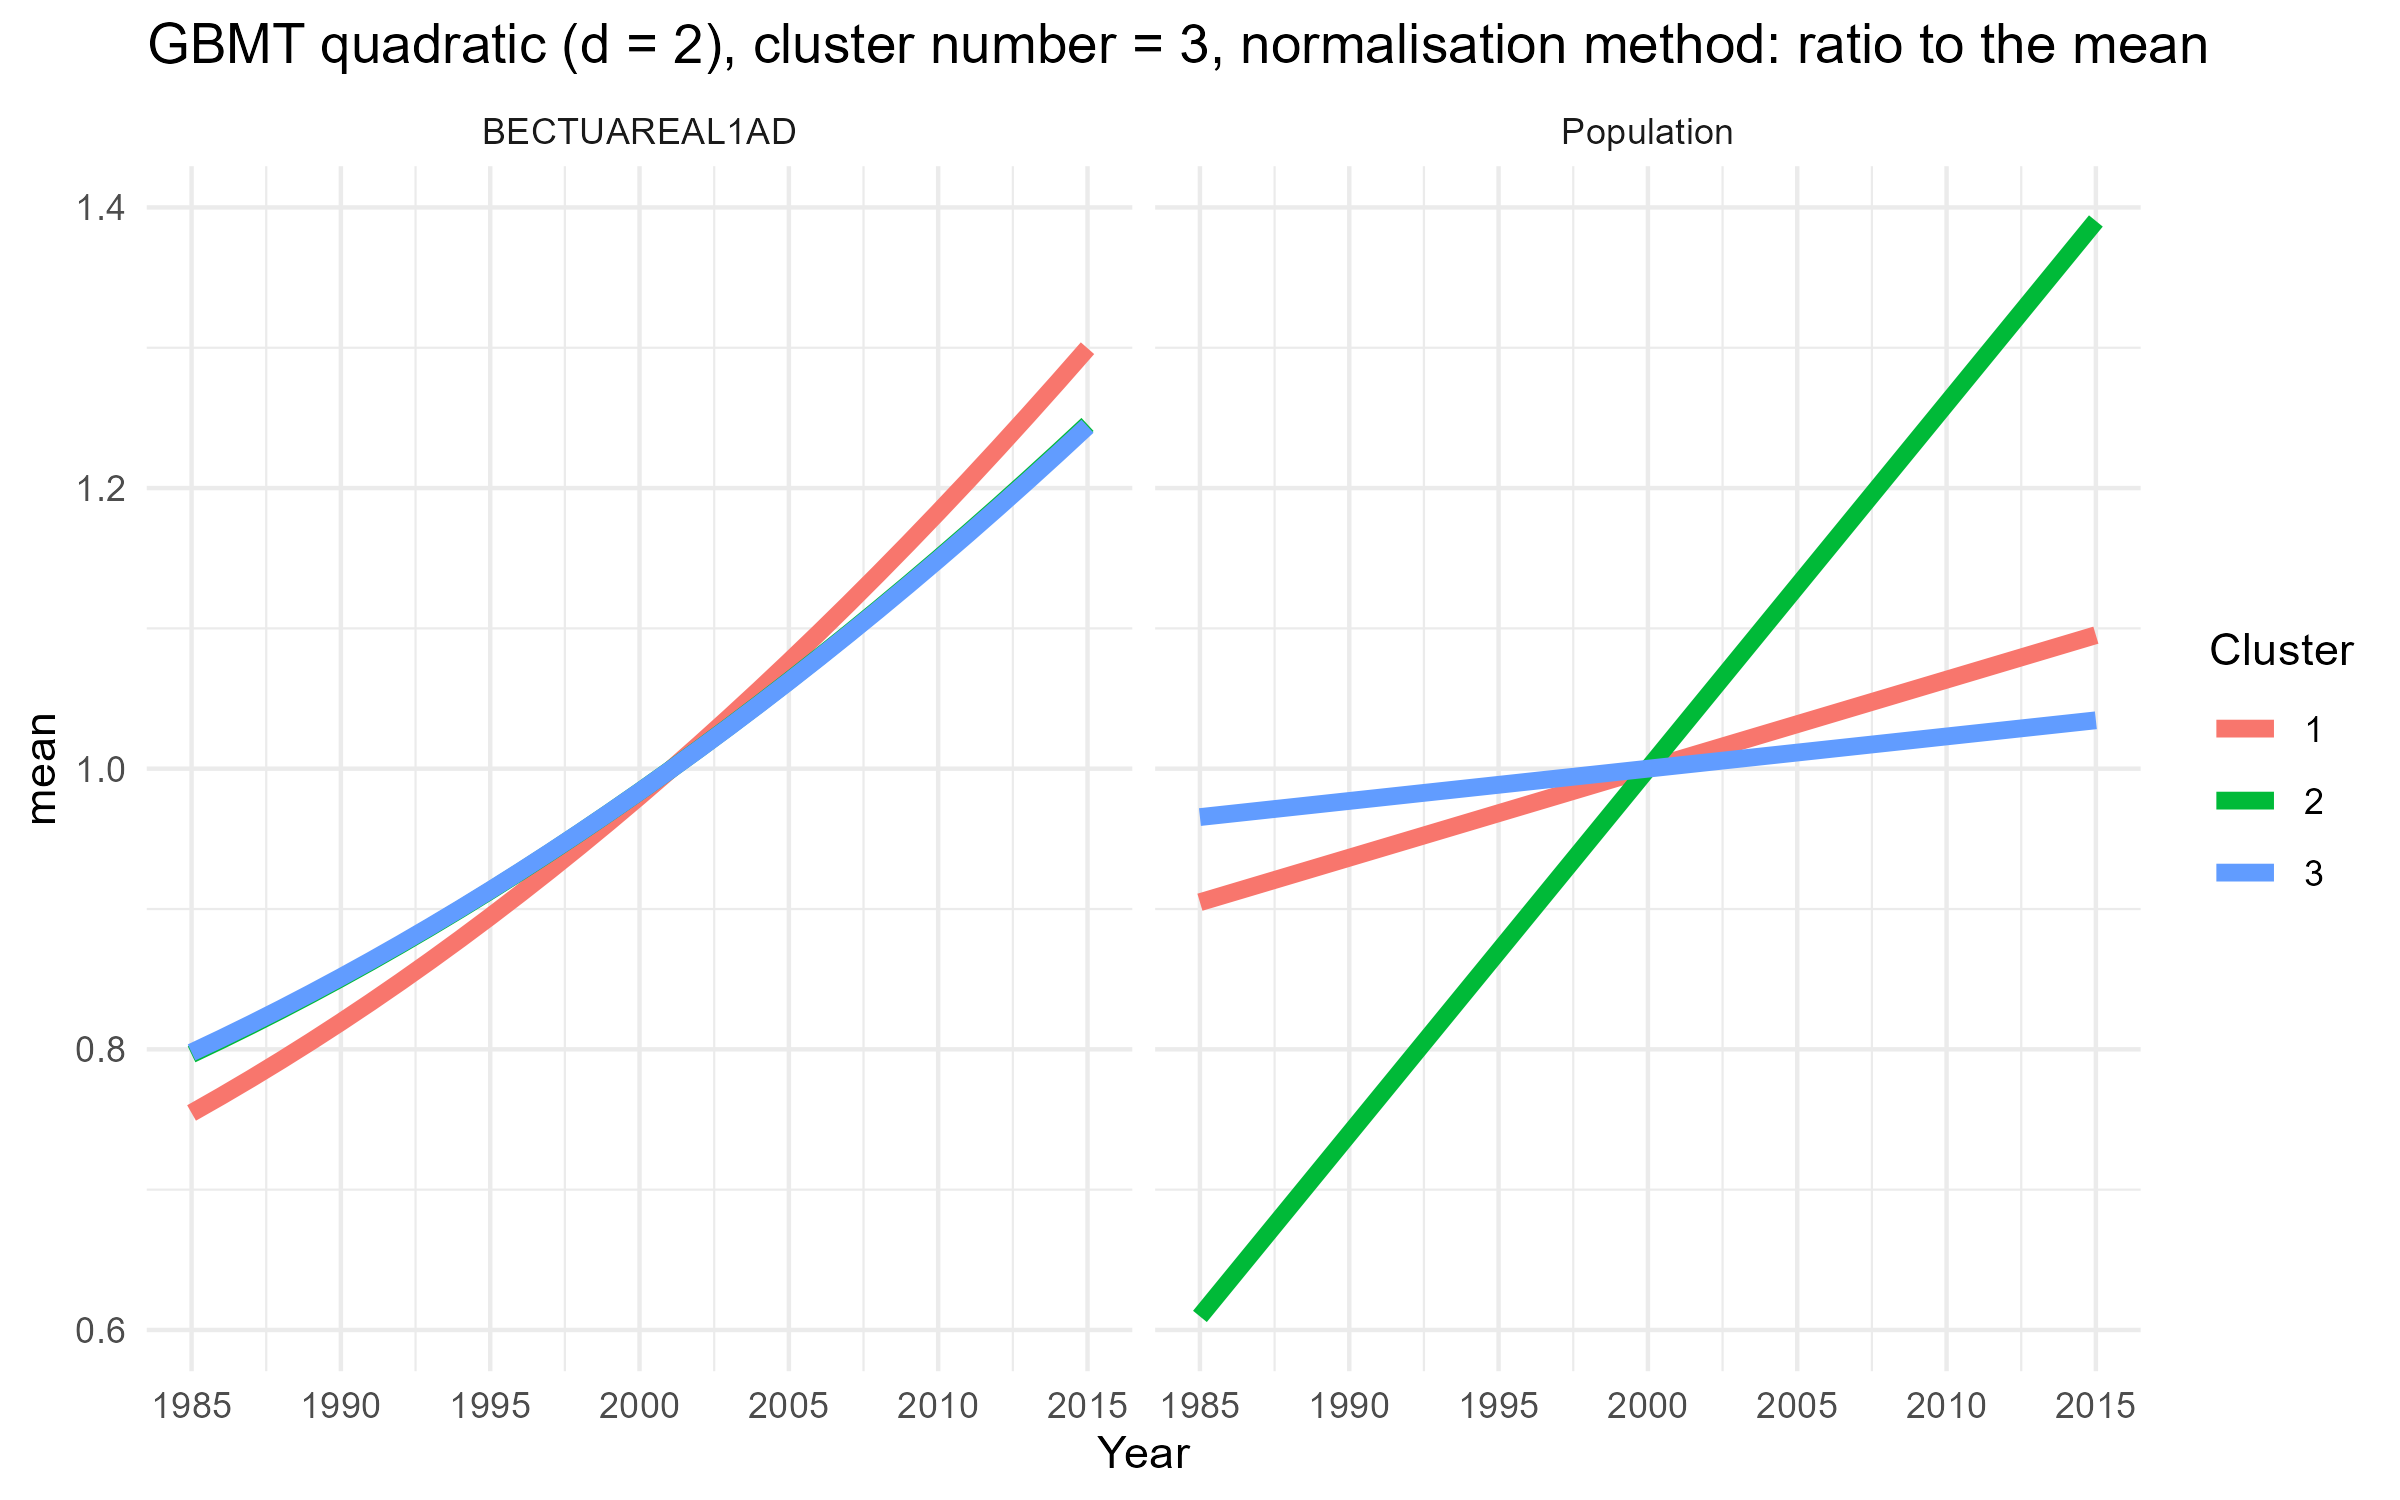 GBMT quadratic (d = 2), cluster number = 3, normalisation method: ratio to the mean
BECTUAREAL1AD
Population
1.4
1.2
1.0
0.8
0.6
mean
1985 1990 1995 2000 2005 2010 2015
1985 1990 1995 2000 2005 2010 2015
Year
Cluster
1
2
3